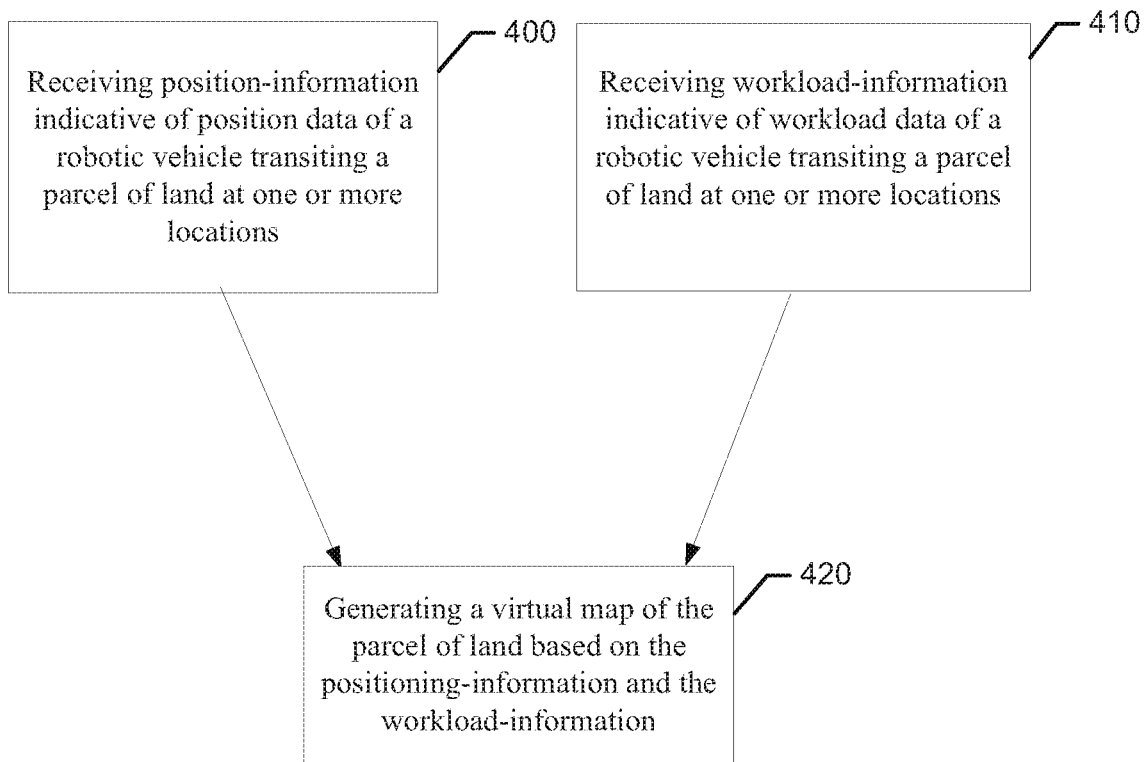 400
Receiving position-information
indicative of position data of a
robotic vehicle transiting a
parcel of land at one or more
locations
410
Receiving workload-information
indicative of workload data of a
robotic vehicle transiting a parcel
of land at one or more locations
420
Generating a virtual map of the
parcel of land based on the
positioning-information and the
workload-information